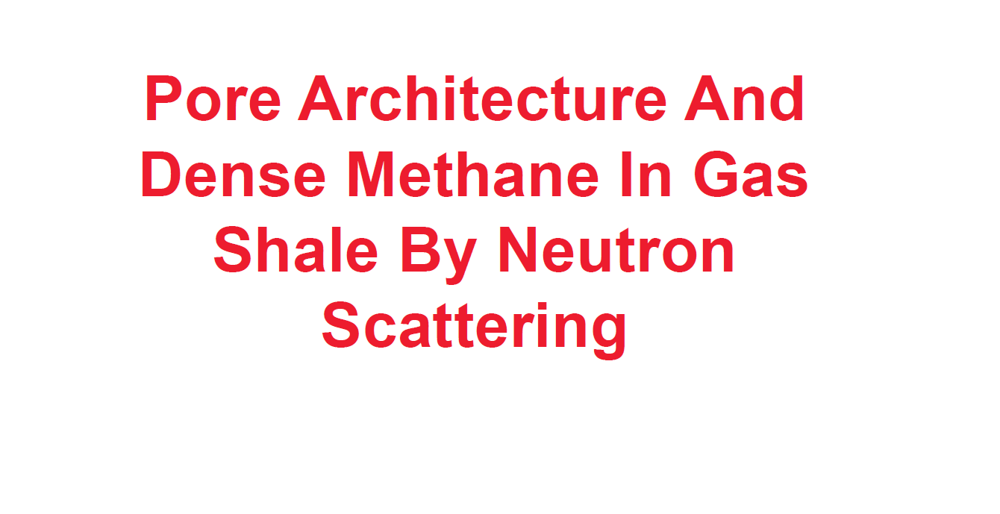 Pore Architecture And
Dense Methane In Gas
Shale By Neutron
Scattering